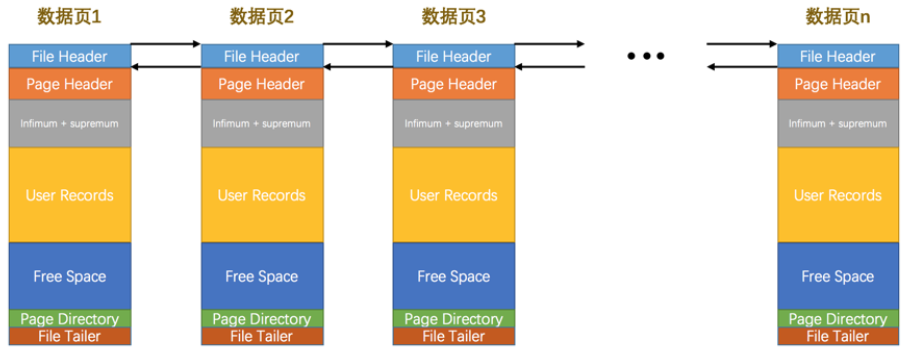 数据页1
数据页2
数据页3
数据页n
File Header
File Header
File Header
•••
File Header
Page Header
Page Header
Page Header
Page Header
Infimum + supremum
Infimum + supremum
Infimum + supremum
Infimum + supremum
User Records
User Records
User Records
User Records
Free Space
Free Space
Free Space
Free Space
Page Directory
Page Directory
Page Directory
Page Directory
File Tailer
File Tailer
File Tailer
File Tailer